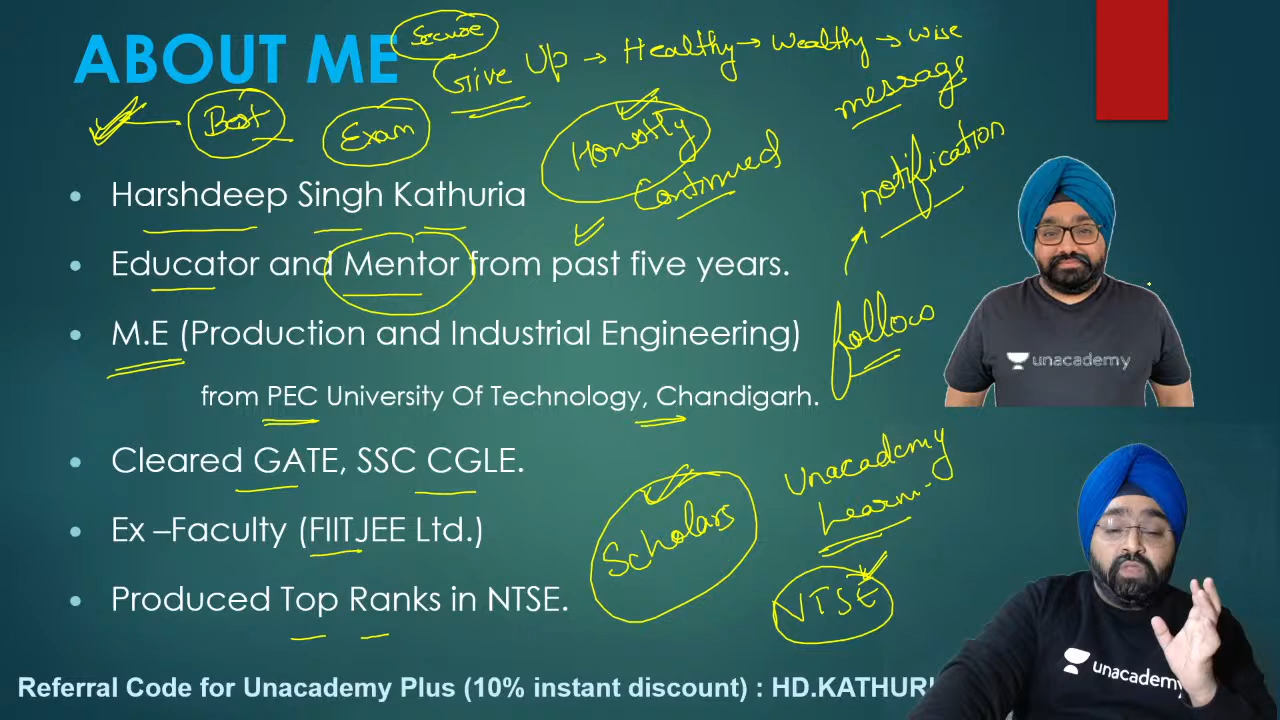 ABOUT ME
Secure
Give Up → Healthy → Wealthy → Wise
message
Best
Exam
Honestly
Continued
notification
• Harshdeep Singh Kathuria
• Educator and Mentor from past five years.
• M.E (Production and Industrial Engineering)
from PEC University Of Technology, Chandigarh.
follow
• Cleared GATE, SSC CGLE.
• Ex –Faculty (FIITJEE Ltd.)
• Produced Top Ranks in NTSE.
Scholars
Unacademy
Learn
NTSE
unacademy
unacademy
Referral Code for Unacademy Plus (10% instant discount) : HD.KATHURI